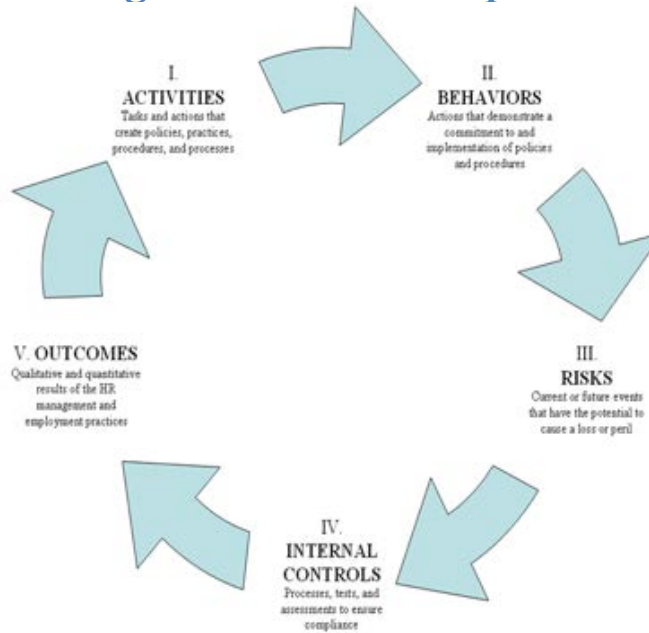 I.
ACTIVITIES
Tasks and actions that
create policies, practices,
procedures, and processes
II.
BEHAVIORS
Actions that demonstrate a
commitment to and
implementation of policies
and procedures
III.
RISKS
Current or future events
that have the potential to
cause a loss or peril
IV.
INTERNAL
CONTROLS
Processes, tests, and
assessments to ensure
compliance
V. OUTCOMES
Qualitative and quantitative
results of the HR
management and
employment practices